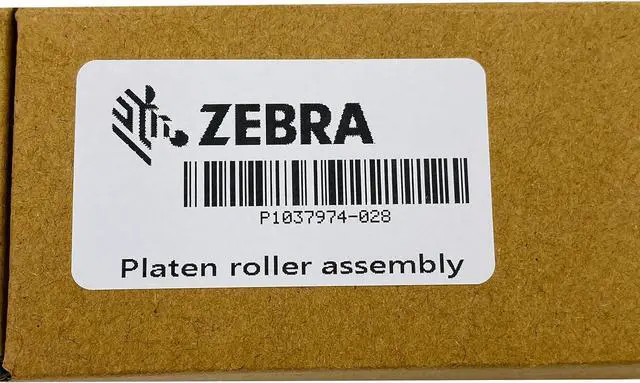 ZEBRA
P1037974-028
Platen roller assembly